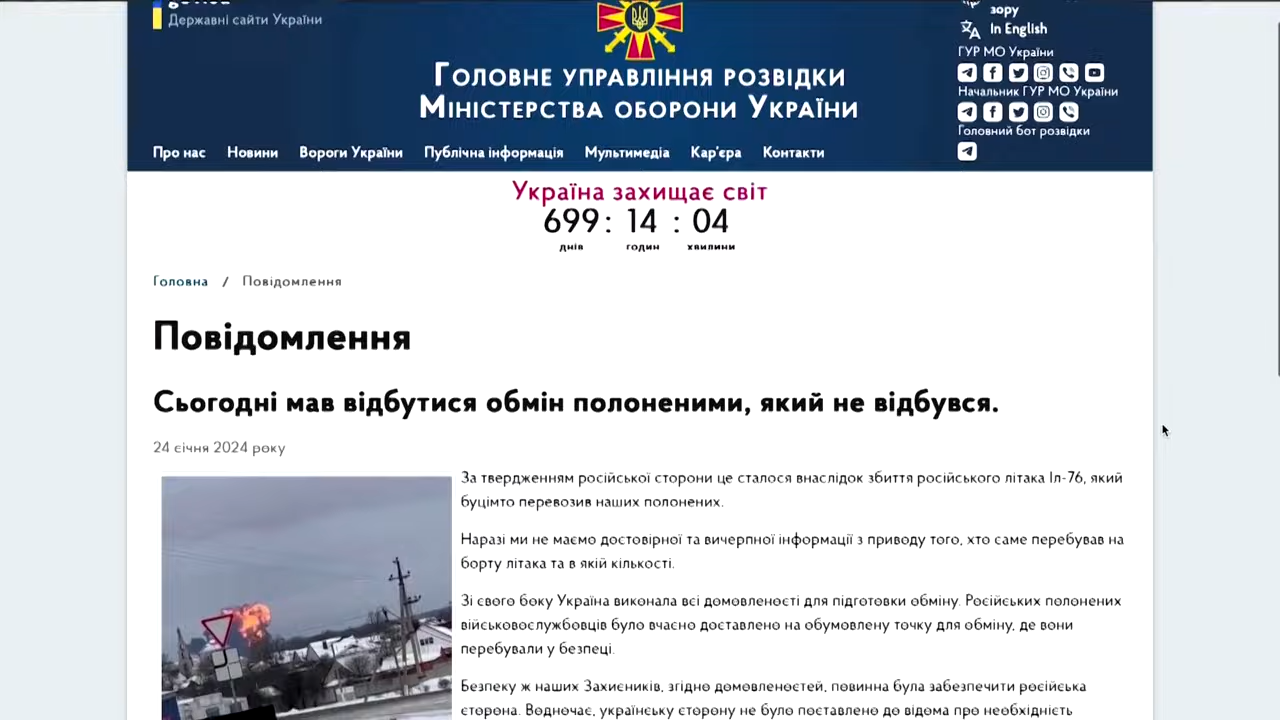 Державні сайти України
зору
In English
ГУР МО України
Головне управління розвідки
Міністерства оборони України
Начальник ГУР МО України
Головний бот розвідки
Про нас Новини Вороги України Публічна інформація Мультимедіа Кар'єра Контакти
Україна захищає світ
699 : 14 : 04
днів годин хвилини
Головна / Повідомлення
Повідомлення
Сьогодні мав відбутися обмін полоненими, який не відбувся.
24 січня 2024 року
За твердженням російської сторони це сталося внаслідок збиття російського літака Іл-76, який
буцімто перевозив наших полонених.
Наразі ми не маємо достовірної та вичерпної інформації з приводу того, хто саме перебував на
борту літака та в якій кількості.
Зі свого боку Україна виконала всі домовленості для підготовки обміну. Російських полонених
військовослужбовців було вчасно доставлено на обумовлену точку для обміну, де вони
перебували у безпеці.
Безпеку ж наших Захисників, згідно домовленостей, повинна була забезпечити російська
сторона. Водночас, українську сторону не було поставлено до відома про необхідність